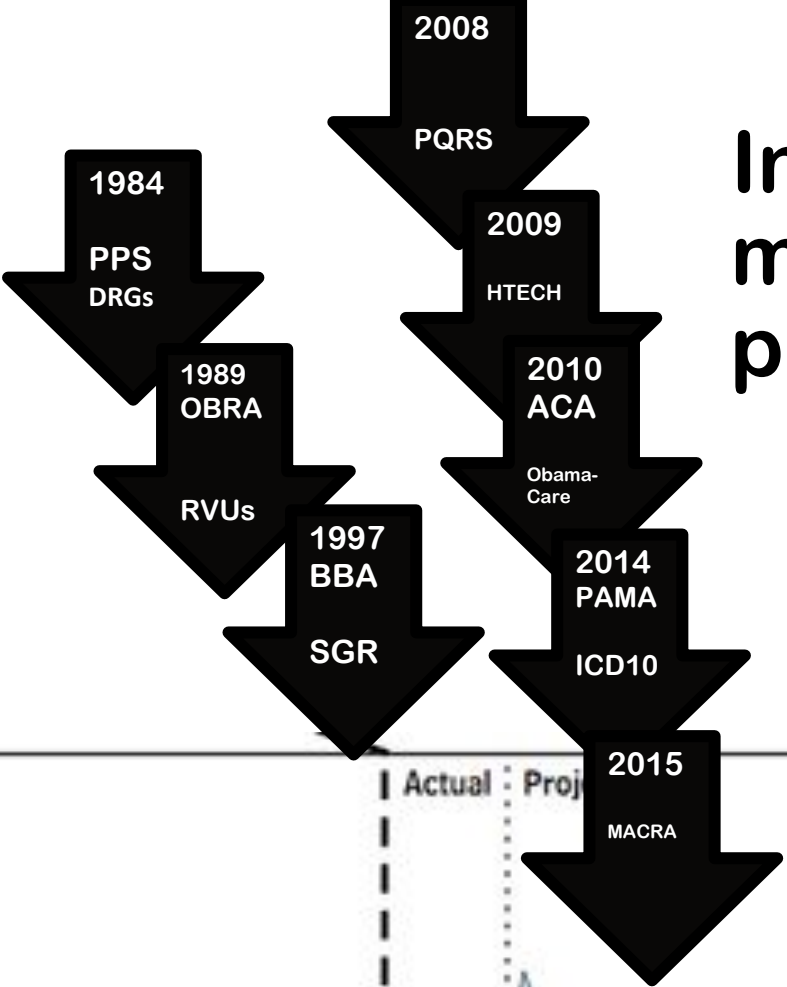 2008
PQRS
1984
PPS
DRGs
2009
HTECH
1989
OBRA
RVUs
2010
ACA
Obama-
Care
1997
BBA
SGR
2014
PAMA
ICD10
2015
MACRA
Actual